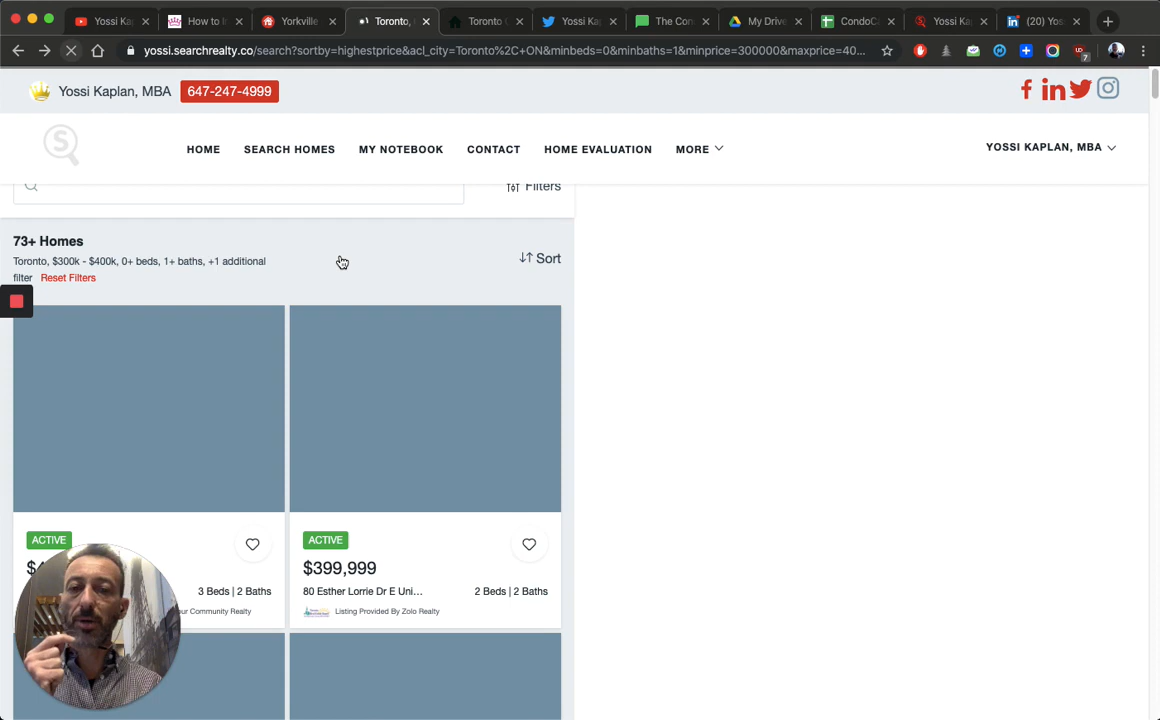 Yossi Ka
How to I
Yorkville
Toronto,
Toronto
Yossi Ka
The Con
My Drive
CondoC
Yossi Ka
(20) Yos
yossi.searchrealty.co/search?sortby=highestprice&acl_city=Toronto%2C+ON&minbeds=0&minbaths=1&minprice=300000&maxprice=40...
7
Yossi Kaplan, MBA 647-247-4999
S
HOME SEARCH HOMES MY NOTEBOOK CONTACT HOME EVALUATION MORE YOSSI KAPLAN, MBA
Filters
73+ Homes
Toronto, $300k - $400k, 0+ beds, 1+ baths, +1 additional
filter Reset Filters
Sort
ACTIVE
3 Beds | 2 Baths
our Community Realty
ACTIVE
$399,999
80 Esther Lorrie Dr E Uni... 2 Beds | 2 Baths
Listing Provided By Zolo Realty